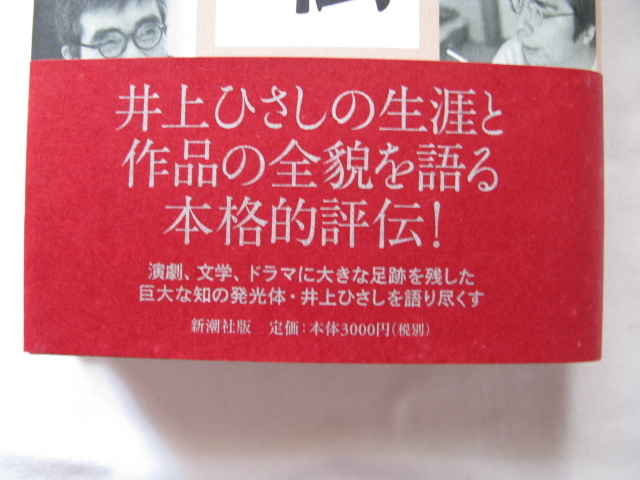 伝
井上ひさしの生涯と
作品の全貌を語る
本格的評伝!
演劇、文学、ドラマに大きな足跡を残した
巨大な知の発光体・井上ひさしを語り尽くす
新潮社版 定価:本体3000円(税別)